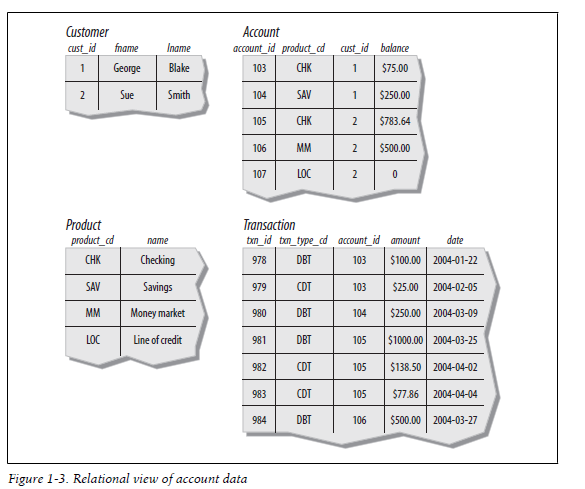 Customer
cust_id fname lname
1 George Blake
2 Sue Smith
Account
account_id product_cd cust_id balance
103 CHK 1 $75.00
104 SAV 1 $250.00
105 CHK 2 $783.64
106 MM 2 $500.00
107 LOC 2 0
Product
product_cd name
CHK Checking
SAV Savings
MM Money market
LOC Line of credit
Transaction
txn_id txn_type_cd account_id amount date
978 DBT 103 $100.00 2004-01-22
979 CDT 103 $25.00 2004-02-05
980 DBT 104 $250.00 2004-03-09
981 DBT 105 $1000.00 2004-03-25
982 CDT 105 $138.50 2004-04-02
983 CDT 105 $77.86 2004-04-04
984 DBT 106 $500.00 2004-03-27
Figure 1-3. Relational view of account data